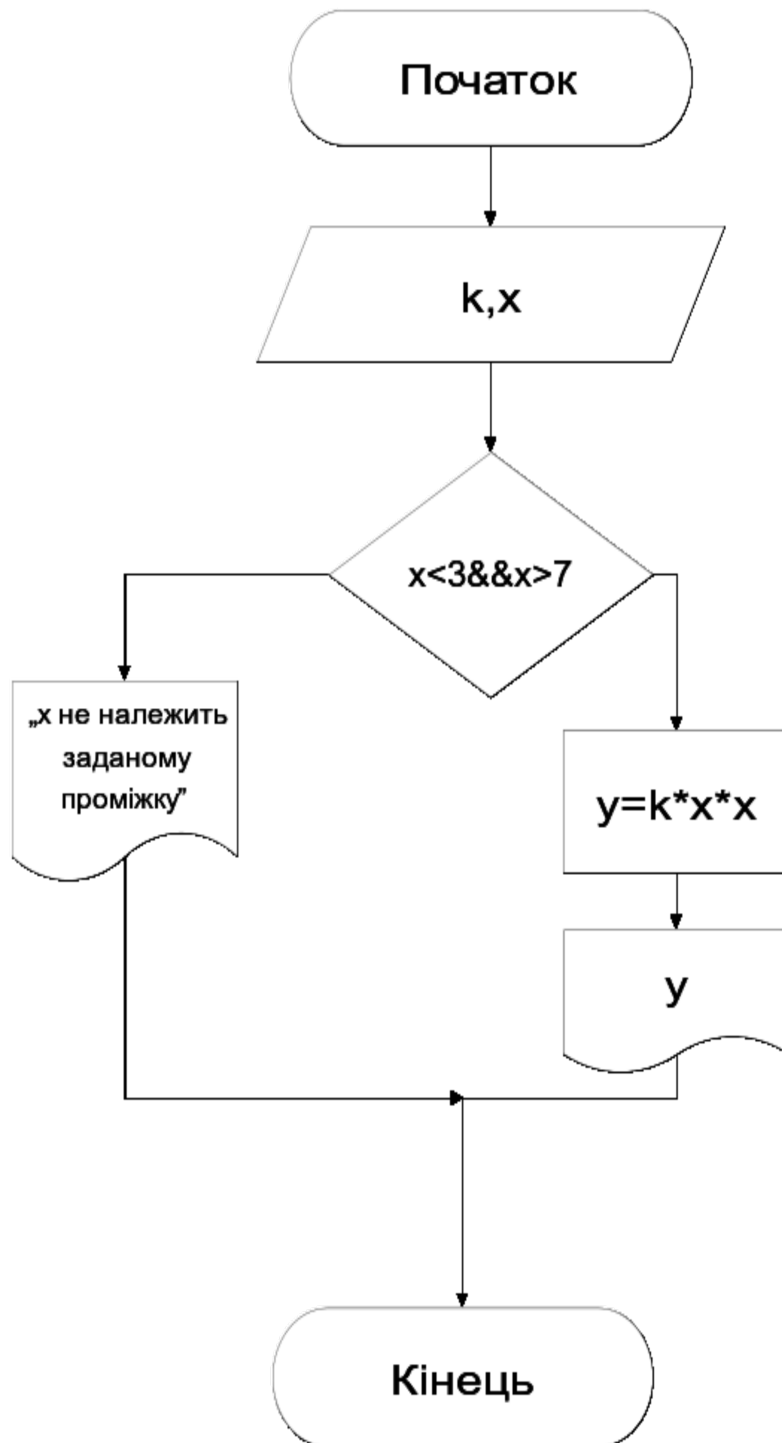 Початок
k,x
x<3&&x>7
„х не належить
заданому
проміжку”
y=k*x*x
y
Кінець